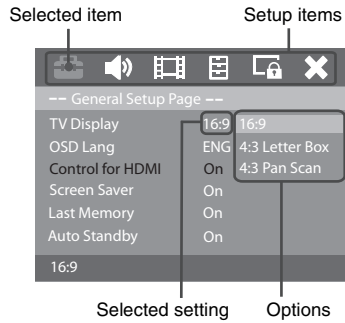 Selected item Setup items
-- General Setup Page --
TV Display 16:9 16:9
OSD Lang ENG 4:3 Letter Box
Control for HDMI On 4:3 Pan Scan
Screen Saver On
Last Memory On
Auto Standby On
16:9
Selected setting Options